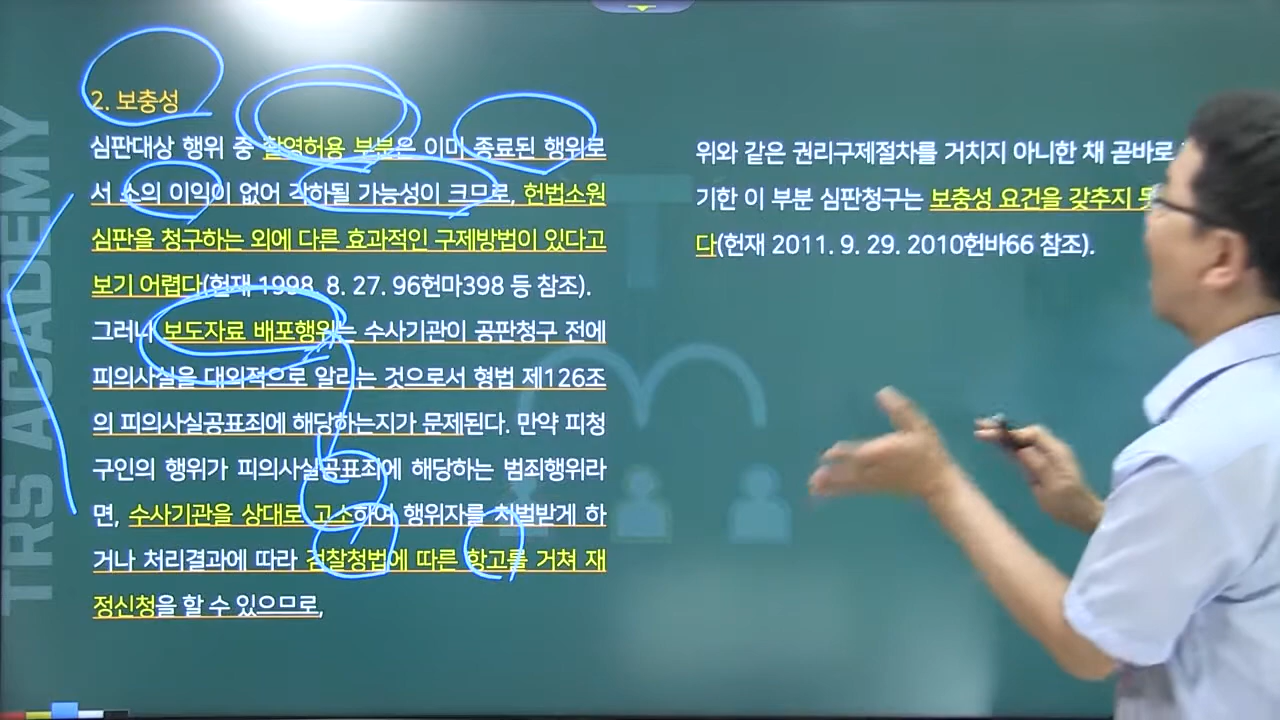 2. 보충성
심판대상 행위 중 촬영허용 부분은 이미 종료된 행위로
서 소의 이익이 없어 각하될 가능성이 크므로, 헌법소원
심판을 청구하는 외에 다른 효과적인 구제방법이 있다고
보기 어렵다(헌재 1998. 8. 27. 96헌마398 등 참조).
그러나 보도자료 배포행위는 수사기관이 공판청구 전에
피의사실을 대외적으로 알리는 것으로서 형법 제126조
의 피의사실공표죄에 해당하는지가 문제된다. 만약 피청
구인의 행위가 피의사실공표죄에 해당하는 범죄행위라
면, 수사기관을 상대로 고소하여 행위자를 처벌받게 하
거나 처리결과에 따라 검찰청법에 따른 항고를 거쳐 재
정신청을 할 수 있으므로,
위와 같은 권리구제절차를 거치지 아니한 채 곧바로
기한 이 부분 심판청구는 보충성 요건을 갖추지
다(헌재 2011. 9. 29. 2010헌바66 참조).
TRS ACADEMY